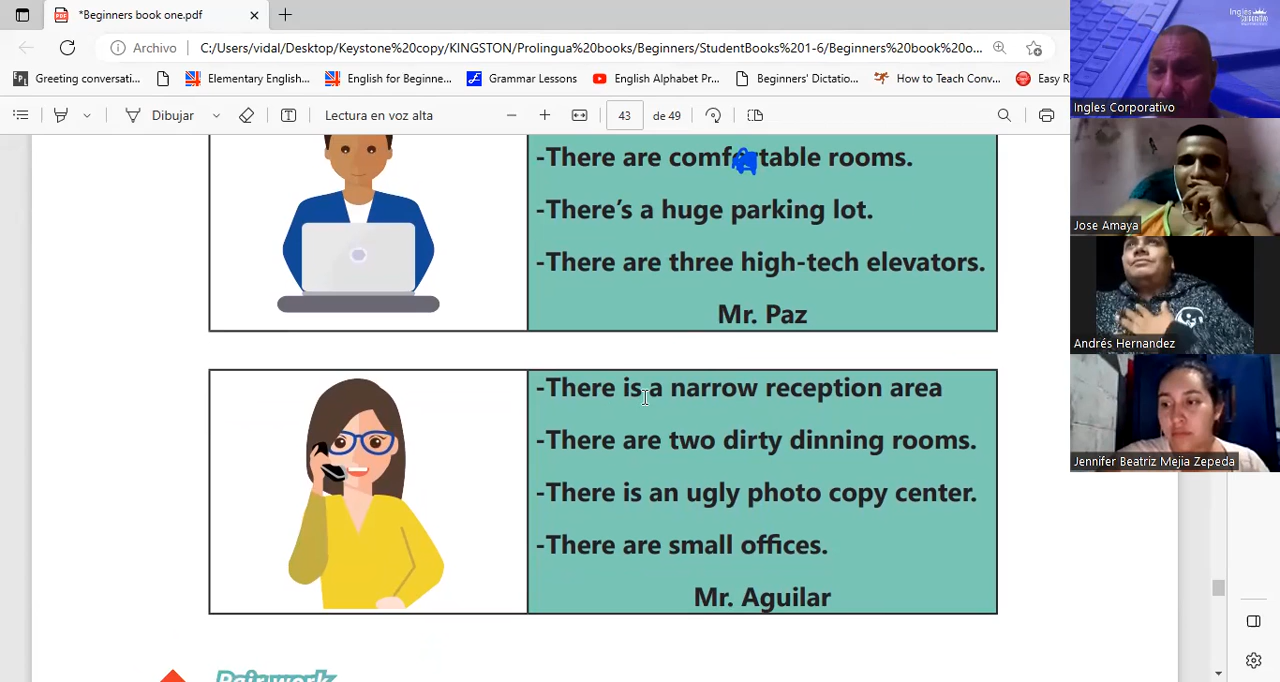 *Beginners book one.pdf
Archivo
C:/Users/vidal/Desktop/Keystone%20copy/KINGSTON/Prolingua%20books/Beginners/StudentBooks%201-6/Beginners%20book%20o...
Greeting conversati...
Elementary English...
English for Beginne...
Grammar Lessons
English Alphabet Pr...
Beginners' Dictatio...
How to Teach Conv...
Easy R
Dibujar
Lectura en voz alta
43
de 49
-There are comfortable rooms.
-There's a huge parking lot.
-There are three high-tech elevators.
Mr. Paz
-There is a narrow reception area
-There are two dirty dinning rooms.
-There is an ugly photo copy center.
-There are small offices.
Mr. Aguilar
Pair work
Ingles Corporativo
Jose Amaya
Andrés Hernandez
Jennifer Beatriz Mejia Zepeda